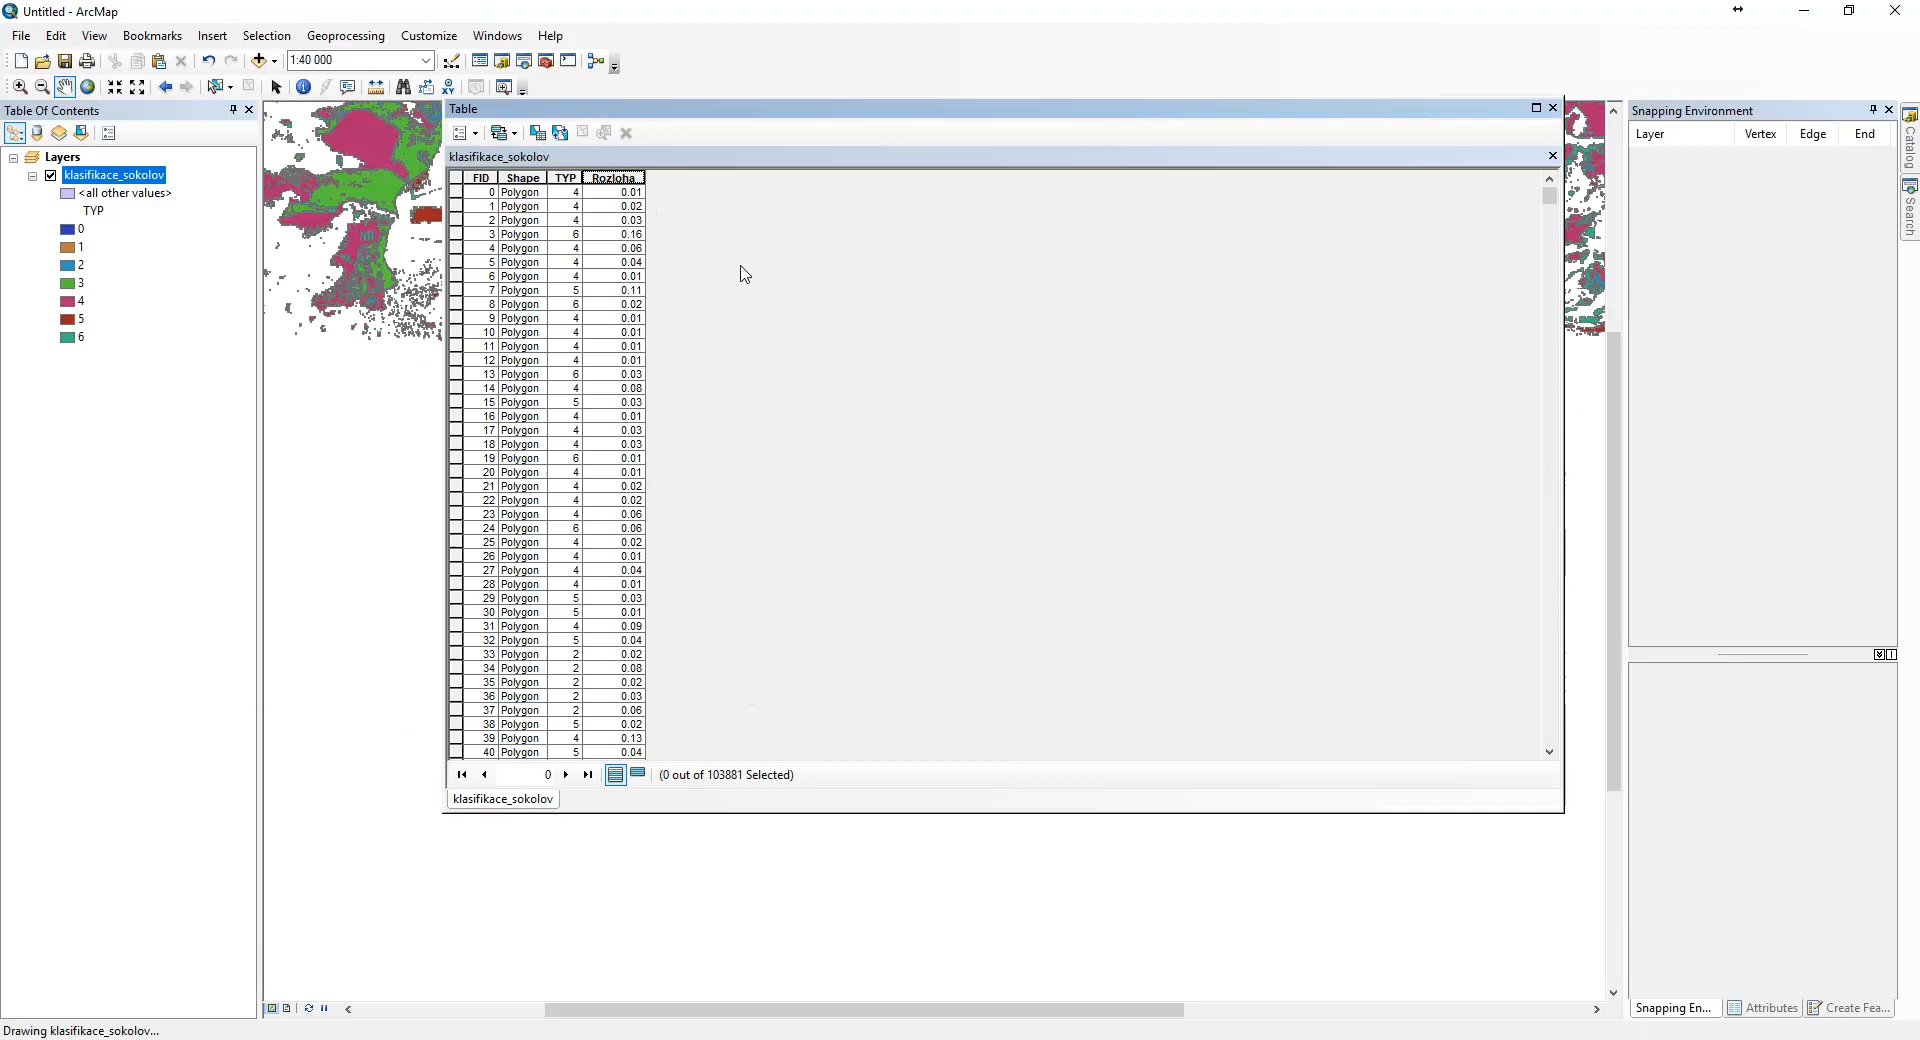 Untitled - ArcMap
File Edit View Bookmarks Insert Selection Geoprocessing Customize Windows Help
1:40 000
Table Of Contents
Layers
klasifikace_sokolov
<all other values>
TYP
0
1
2
3
4
5
6
Table
klasifikace_sokolov
FID Shape TYP Rozloha
0 Polygon 4 0.01
1 Polygon 4 0.02
2 Polygon 4 0.03
3 Polygon 6 0.16
4 Polygon 4 0.06
5 Polygon 4 0.04
6 Polygon 4 0.01
7 Polygon 5 0.11
8 Polygon 6 0.02
9 Polygon 4 0.01
10 Polygon 4 0.01
11 Polygon 4 0.01
12 Polygon 4 0.01
13 Polygon 6 0.03
14 Polygon 4 0.08
15 Polygon 5 0.03
16 Polygon 4 0.01
17 Polygon 4 0.03
18 Polygon 4 0.03
19 Polygon 6 0.01
20 Polygon 4 0.01
21 Polygon 4 0.02
22 Polygon 4 0.02
23 Polygon 4 0.06
24 Polygon 6 0.06
25 Polygon 4 0.02
26 Polygon 4 0.01
27 Polygon 4 0.04
28 Polygon 4 0.01
29 Polygon 5 0.03
30 Polygon 5 0.01
31 Polygon 4 0.09
32 Polygon 5 0.04
33 Polygon 2 0.02
34 Polygon 2 0.08
35 Polygon 2 0.02
36 Polygon 2 0.03
37 Polygon 2 0.06
38 Polygon 5 0.02
39 Polygon 4 0.13
40 Polygon 5 0.04
0 (0 out of 103881 Selected)
klasifikace_sokolov
Snapping Environment
Layer Vertex Edge End
Catalog
Search
Snapping En... Attributes Create Fea...
Drawing klasifikace_sokolov...